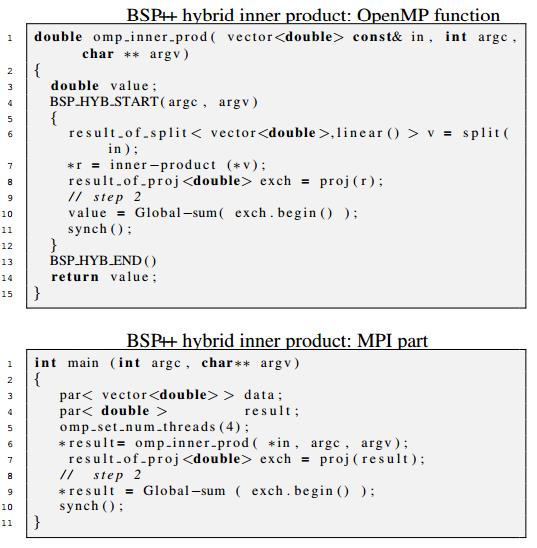 BSP++ hybrid inner product: OpenMP function
1 double omp_inner_prod( vector<double> const& in, int argc,
char ** argv)
2 {
3 double value;
4 BSP_HYB_START(argc, argv)
5 {
6 result_of_split< vector<double>,linear() > v = split(
in);
7 *r = inner-product (*v);
8 result_of_proj<double> exch = proj(r);
9 // step 2
10 value = Global-sum( exch.begin() );
11 synch();
12 }
13 BSP_HYB_END()
14 return value;
15 }
BSP++ hybrid inner product: MPI part
1 int main (int argc, char** argv)
2 {
3 par< vector<double> > data;
4 par< double > result;
5 omp_set_num_threads(4);
6 *result= omp_inner_prod( *in, argc, argv);
7 result_of_proj<double> exch = proj(result);
8 // step 2
9 *result = Global-sum ( exch.begin() );
10 synch();
11 }